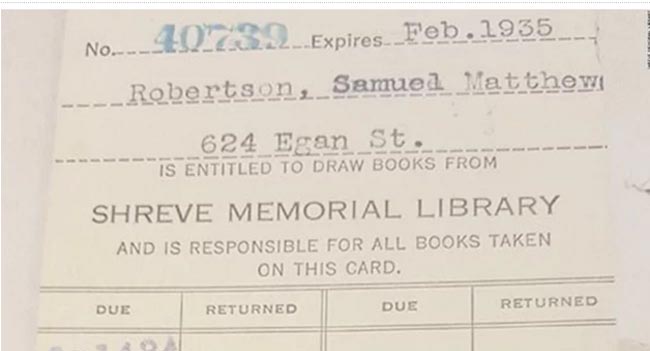 No. 40739 Expires Feb. 1935
Robertson, Samuel Matthew
624 Egan St.
IS ENTITLED TO DRAW BOOKS FROM
SHREVE MEMORIAL LIBRARY
AND IS RESPONSIBLE FOR ALL BOOKS TAKEN
ON THIS CARD.
DUE RETURNED DUE RETURNED